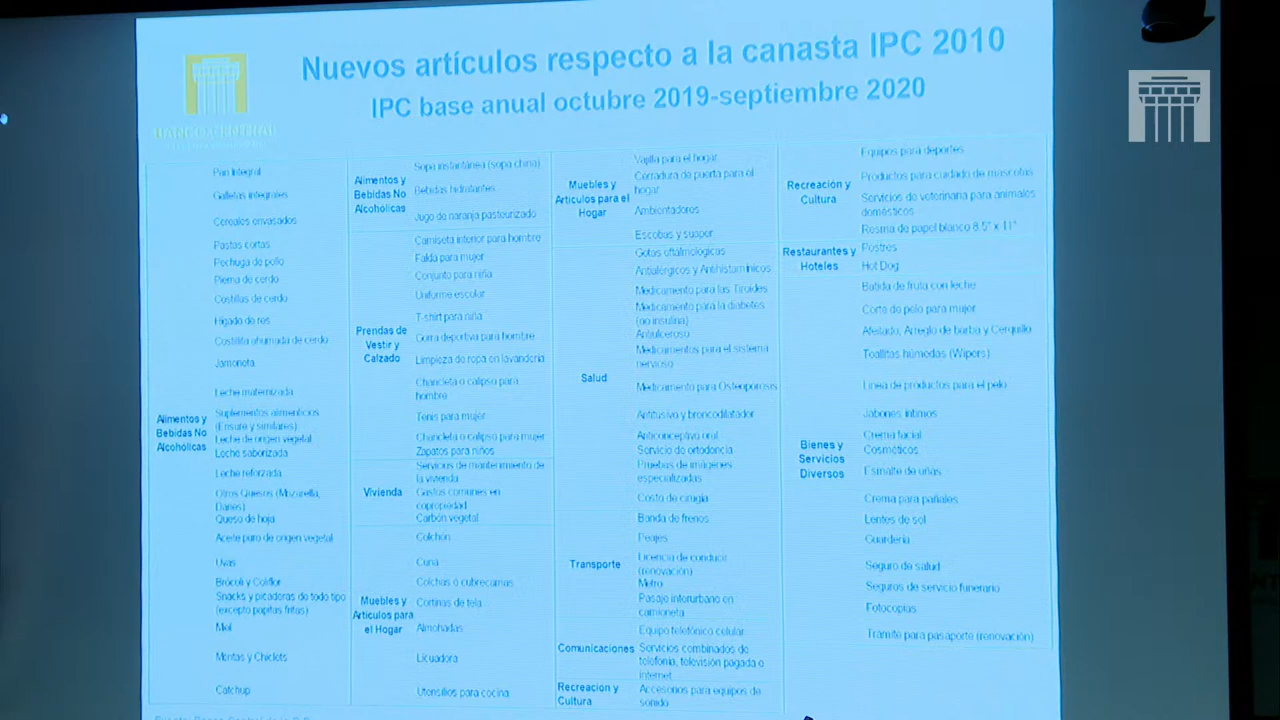 Nuevos artículos respecto a la canasta IPC 2010
IPC base anual octubre 2019-septiembre 2020
BANCO CENTRAL
Alimentos y
Bebidas No
Alcohólicas
Pan Integral
Galletas integrales
Cereales envasados
Pastas cortas
Pechuga de pollo
Pierna de cerdo
Costillas de cerdo
Hígado de res
Costillita ahumada de cerdo
Jamoneta
Leche maternizada
Suplementos alimenticios
(Ensure y similares)
Leche de origen vegetal
Leche saborizada
Leche reforzada
Otros Quesos (Mozarella,
Danés)
Queso de hoja
Aceite puro de origen vegetal
Uvas
Brócoli y Coliflor
Snacks y picaderas de todo tipo
(excepto papitas fritas)
Miel
Mentas y Chiclets
Catchup
Alimentos y
Bebidas No
Alcohólicas
Sopa instantánea (sopa china)
Bebidas hidratantes
Jugo de naranja pasteurizado
Prendas de
Vestir y
Calzado
Camiseta interior para hombre
Falda para mujer
Conjunto para niña
Uniforme escolar
T-shirt para niña
Gorra deportiva para hombre
Limpieza de ropa en lavandería
Chancleta o calipso para
hombre
Tenis para mujer
Chancleta o calipso para mujer
Zapatos para niños
Vivienda
Servicios de mantenimiento de
la vivienda
Gastos comunes en
copropiedad
Carbón vegetal
Muebles y
Artículos para
el Hogar
Colchón
Cuna
Colchas o cubrecamas
Cortinas de tela
Almohadas
Licuadora
Utensilios para cocina
Muebles y
Artículos para el
Hogar
Vajilla para el hogar
Cerradura de puerta para el
hogar
Ambientadores
Escobas y suaper
Salud
Gotas oftalmológicas
Antialérgicos y Antihistamínicos
Medicamento para las Tiroides
Medicamento para la diabetes
(no insulina)
Antiulceroso
Medicamentos para el sistema
nervioso
Medicamento para Osteoporosis
Antitusivo y broncodilatador
Anticonceptivo oral
Servicio de ortodoncia
Pruebas de imágenes
especializadas
Costo de cirugía
Transporte
Banda de frenos
Peajes
Licencia de conducir
(renovación)
Metro
Pasaje interurbano en
camioneta
Comunicaciones
Equipo telefónico celular
Servicios combinados de
telefonía, televisión pagada o
internet
Recreación y
Cultura
Accesorios para equipos de
sonido
Recreación y
Cultura
Equipos para deportes
Productos para cuidado de mascotas
Servicios de veterinaria para animales
domésticos
Resma de papel blanco 8.5" x 11"
Restaurantes y
Hoteles
Postres
Hot Dog
Batida de fruta con leche
Bienes y
Servicios
Diversos
Corte de pelo para mujer
Afeitado, Arreglo de barba y Cerquillo
Toallitas húmedas (Wipers)
Linea de productos para el pelo
Jabones íntimos
Crema facial
Cosméticos
Esmalte de uñas
Crema para pañales
Lentes de sol
Guardería
Seguro de salud
Seguros de servicio funerario
Fotocopias
Trámite para pasaporte (renovación)